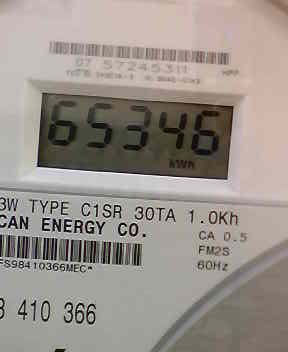 07 57245311
65346
kWh
3W TYPE C1SR 30TA 1.0Kh
CAN ENERGY CO.
CA 0.5
FM2S
FS98410366MEC*
60Hz
3 410 366